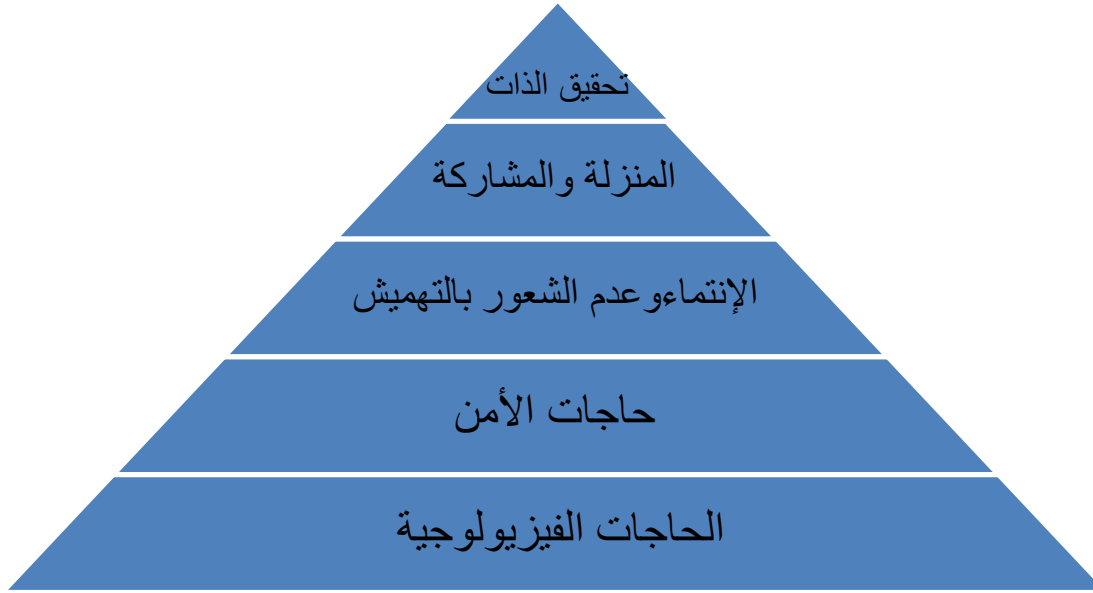 تحقيق الذات
المنزلة والمشاركة
الإنتماءوعدم الشعور بالتهميش
حاجات الأمن
الحاجات الفيزيولوجية